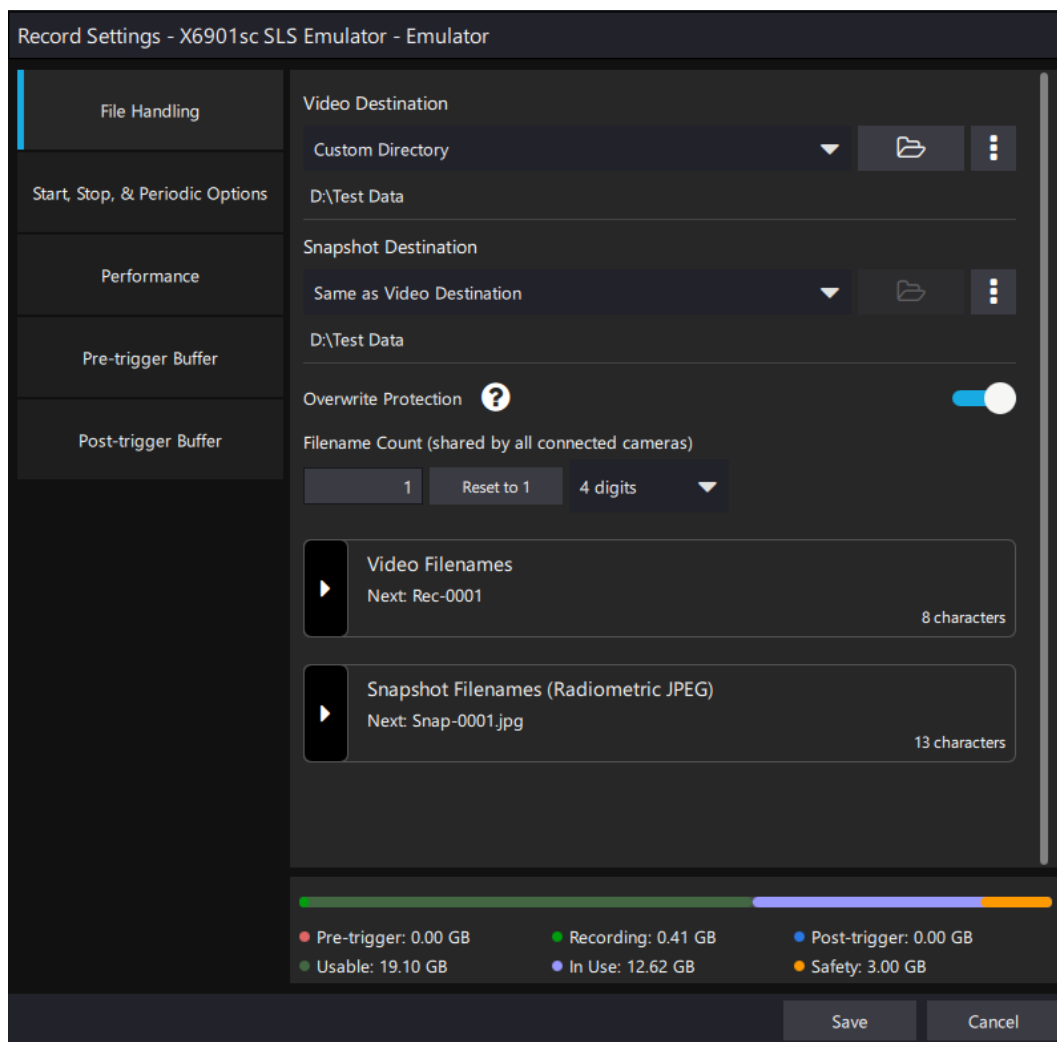 Record Settings - X6901sc SLS Emulator - Emulator
File Handling
Start, Stop, & Periodic Options
Performance
Pre-trigger Buffer
Post-trigger Buffer
Video Destination
Custom Directory
D:\Test Data
Snapshot Destination
Same as Video Destination
D:\Test Data
Overwrite Protection ?
Filename Count (shared by all connected cameras)
1 Reset to 1 4 digits
Video Filenames
Next: Rec-0001
8 characters
Snapshot Filenames (Radiometric JPEG)
Next: Snap-0001.jpg
13 characters
Pre-trigger: 0.00 GB Recording: 0.41 GB Post-trigger: 0.00 GB
Usable: 19.10 GB In Use: 12.62 GB Safety: 3.00 GB
Save Cancel